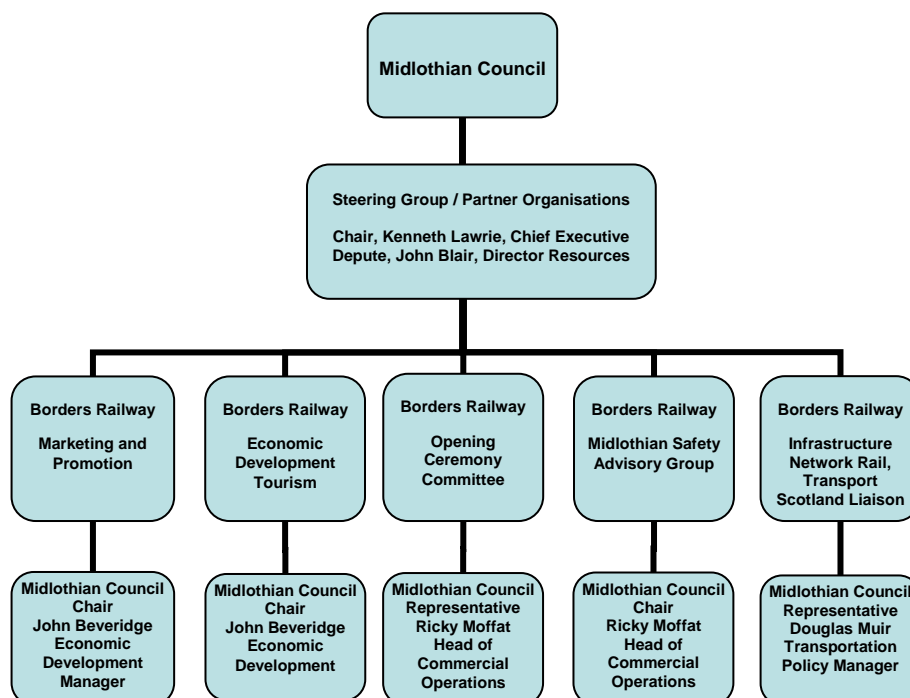 Midlothian Council
Steering Group / Partner Organisations
Chair, Kenneth Lawrie, Chief Executive
Depute, John Blair, Director Resources
Borders Railway
Marketing and
Promotion
Borders Railway
Economic
Development
Tourism
Borders Railway
Opening
Ceremony
Committee
Borders Railway
Midlothian Safety
Advisory Group
Borders Railway
Infrastructure
Network Rail,
Transport
Scotland Liaison
Midlothian Council
Chair
John Beveridge
Economic
Development
Manager
Midlothian Council
Chair
John Beveridge
Economic
Development
Midlothian Council
Representative
Ricky Moffat
Head of
Commercial
Operations
Midlothian Council
Chair
Ricky Moffat
Head of
Commercial
Operations
Midlothian Council
Representative
Douglas Muir
Transportation
Policy Manager